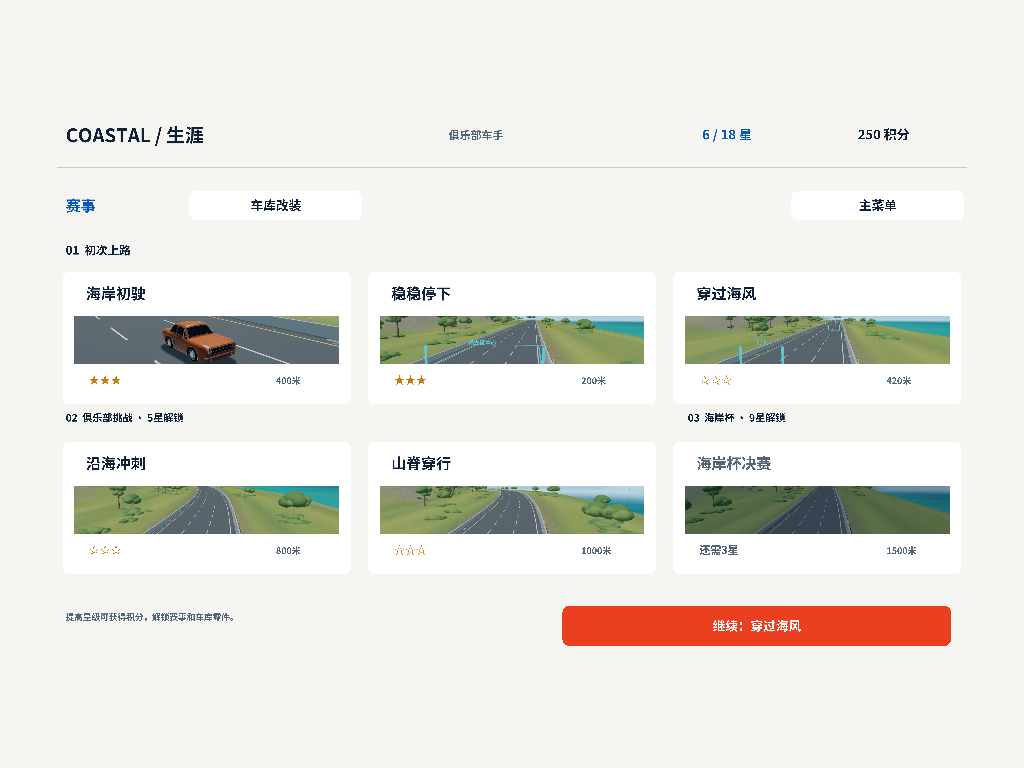 COASTAL / 生涯
俱乐部车手
6 / 18 星
250 积分
赛事
车库改装
主菜单
01 初次上路
海岸初驶
稳稳停下
穿过海风
★★★
400米
★★★
200米
☆☆☆
420米
02 俱乐部挑战 · 5星解锁
03 海岸杯 · 9星解锁
沿海冲刺
山脊穿行
海岸杯决赛
☆☆☆
800米
☆☆☆
1000米
还需3星
1500米
提高星级可获得积分，解锁赛事和车库零件。
继续：穿过海风